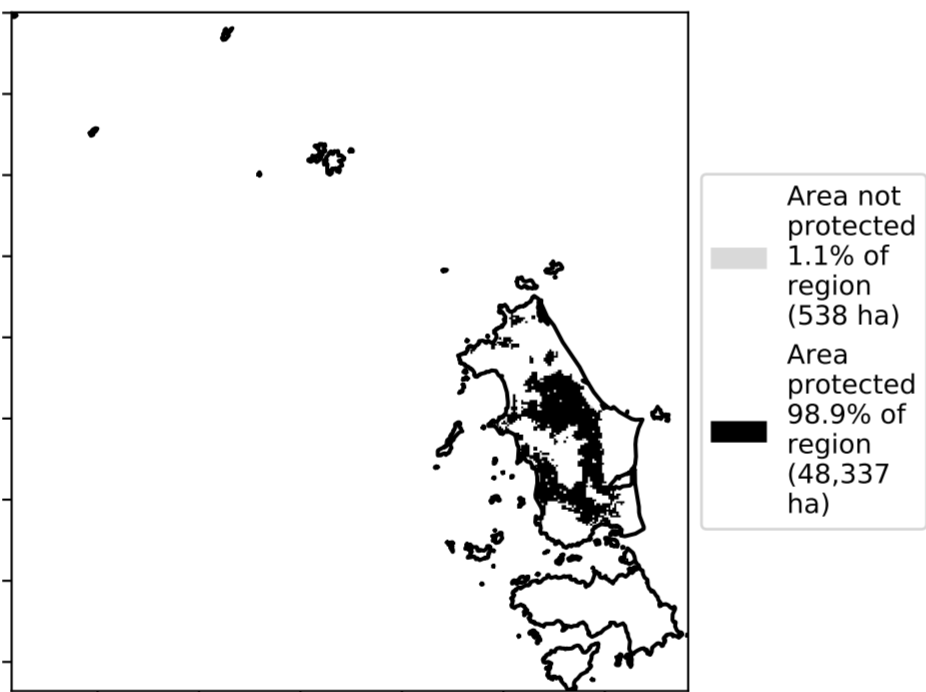 Area not
protected
1.1% of
region
(538 ha)
Area
protected
98.9% of
region
(48,337
ha)